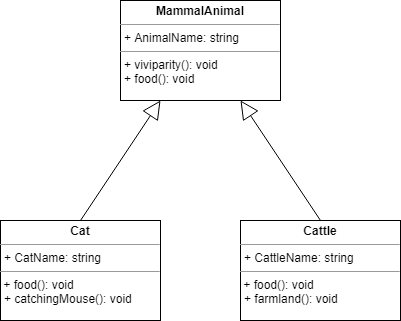 MammalAnimal
+ AnimalName: string
+ viviparity(): void
+ food(): void
Cat
+ CatName: string
+ food(): void
+ catchingMouse(): void
Cattle
+ CattleName: string
+ food(): void
+ farmland(): void